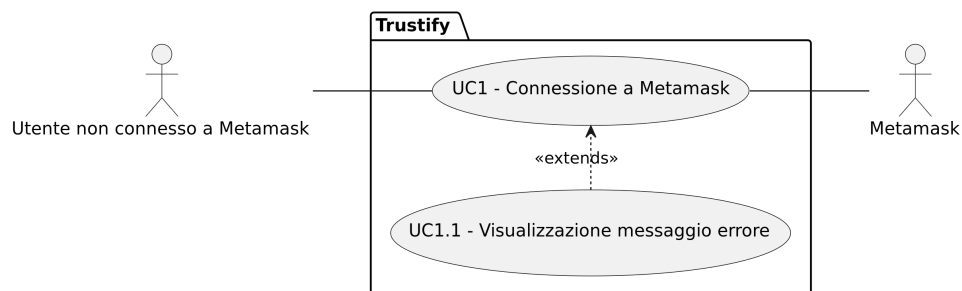 Trustify
UC1 - Connessione a Metamask
Utente non connesso a Metamask
Metamask
«extends»
UC1.1 - Visualizzazione messaggio errore